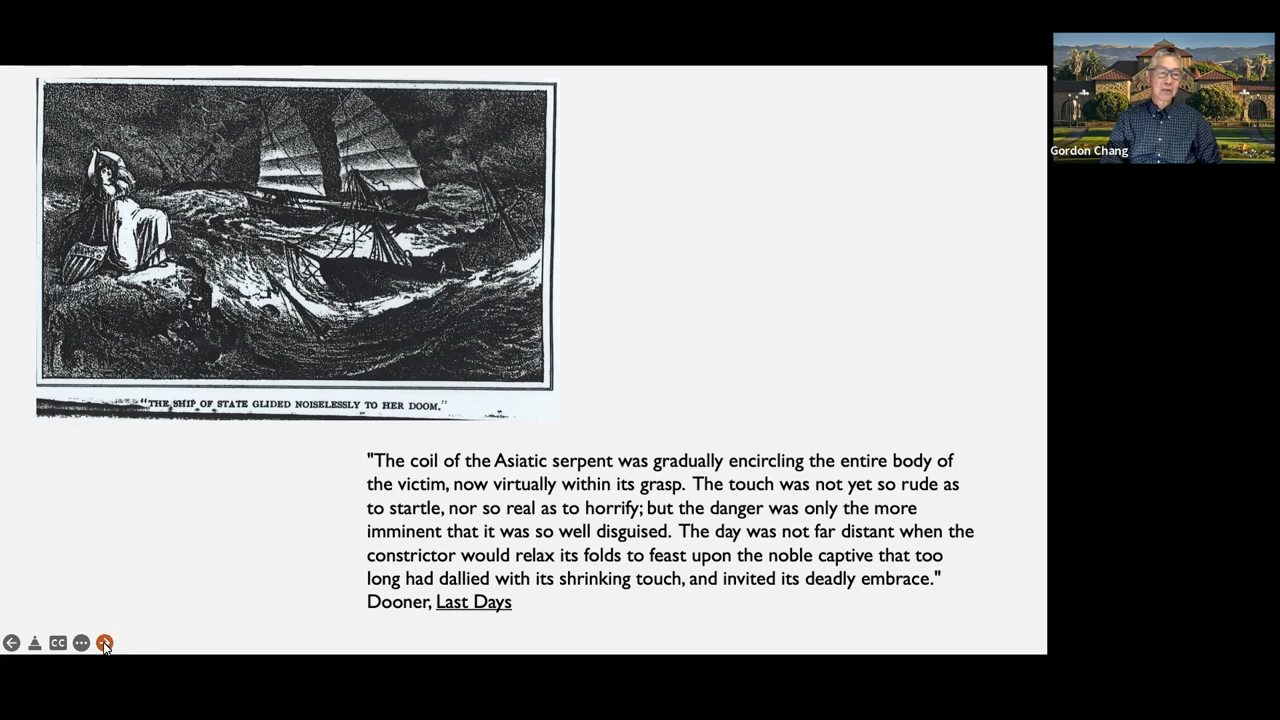 Gordon Chang
"THE SHIP OF STATE GLIDED NOISELESSLY TO HER DOOM."
"The coil of the Asiatic serpent was gradually encircling the entire body of
the victim, now virtually within its grasp. The touch was not yet so rude as
to startle, nor so real as to horrify; but the danger was only the more
imminent that it was so well disguised. The day was not far distant when the
constrictor would relax its folds to feast upon the noble captive that too
long had dallied with its shrinking touch, and invited its deadly embrace."
Dooner, Last Days
CC